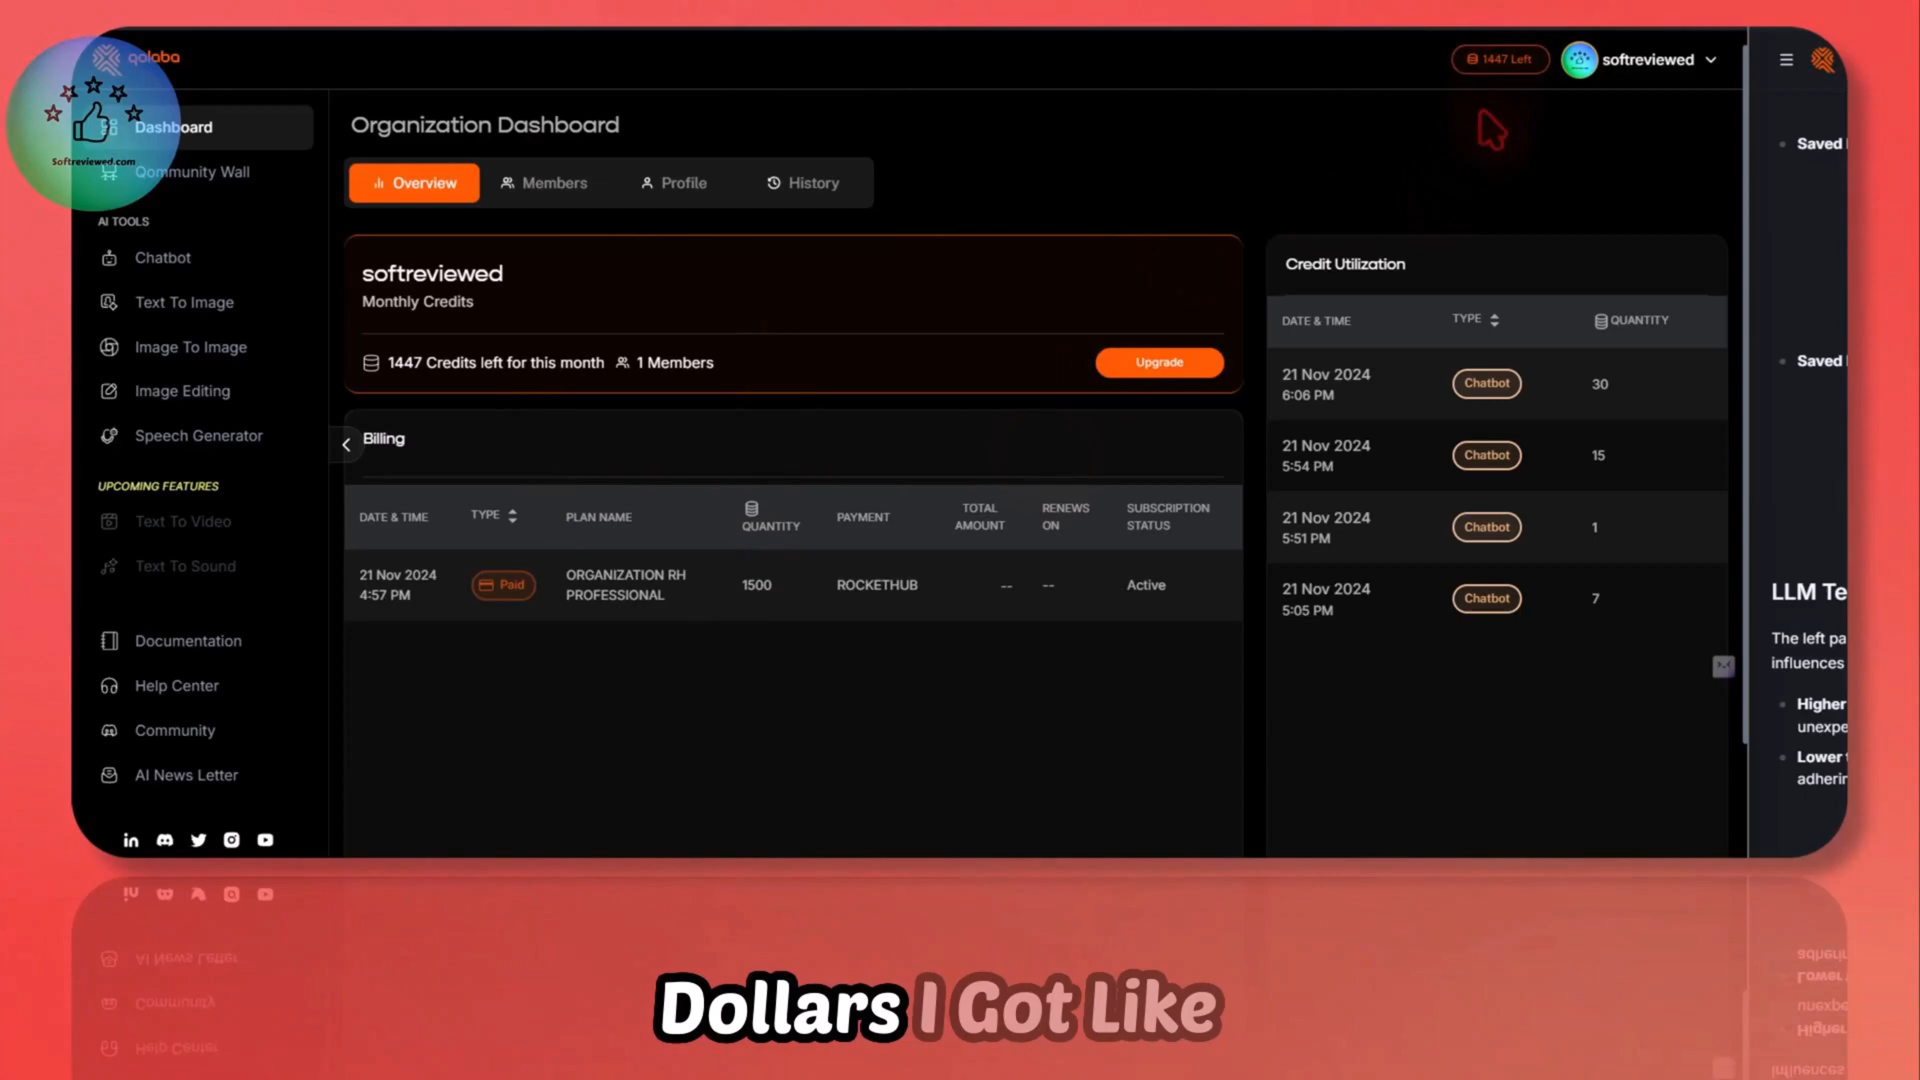 qolaba
1447 Left
softreviewed
Softreviewed.com
Dashboard
Qommunity Wall
AI TOOLS
Chatbot
Text To Image
Image To Image
Image Editing
Speech Generator
UPCOMING FEATURES
Text To Video
Text To Sound
Documentation
Help Center
Community
AI News Letter
Organization Dashboard
Overview
Members
Profile
History
softreviewed
Monthly Credits
1447 Credits left for this month
1 Members
Upgrade
Billing
DATE & TIME
TYPE
PLAN NAME
QUANTITY
PAYMENT
TOTAL AMOUNT
RENEWS ON
SUBSCRIPTION STATUS
21 Nov 2024
4:57 PM
Paid
ORGANIZATION RH
PROFESSIONAL
1500
ROCKETHUB
--
--
Active
Credit Utilization
DATE & TIME
TYPE
QUANTITY
21 Nov 2024
6:06 PM
Chatbot
30
21 Nov 2024
5:54 PM
Chatbot
15
21 Nov 2024
5:51 PM
Chatbot
1
21 Nov 2024
5:05 PM
Chatbot
7
Saved
Saved
LLM Te
The left pa
influences
Higher
unexpe
Lower
adherin
Dollars I Got Like